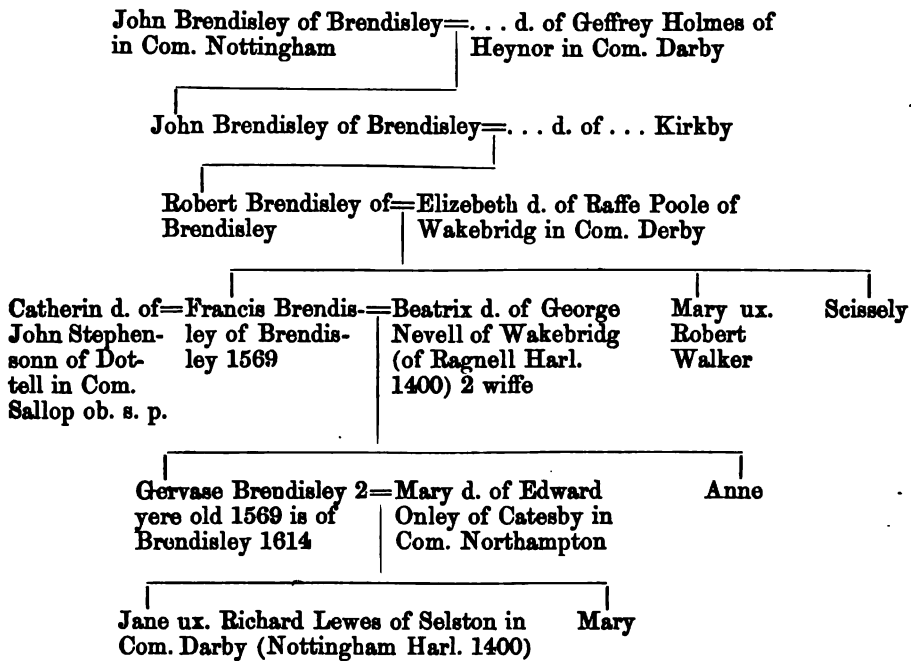 John Brendisley of Brendisley=. . . d. of Geffrey Holmes of
in Com. Nottingham Heynor in Com. Darby
John Brendisley of Brendisley=. . . d. of . . . Kirkby
Robert Brendisley of=Elizebeth d. of Raffe Poole of
Brendisley Wakebridg in Com. Derby
Catherin d. of=Francis Brendis-=Beatrix d. of George Mary ux. Scissely
John Stephen- ley of Brendis- Nevell of Wakebridg Robert
sonn of Dot- ley 1569 (of Ragnell Harl. Walker
tell in Com. 1400) 2 wiffe
Sallop ob. s. p.
Gervase Brendisley 2=Mary d. of Edward Anne
yere old 1569 is of Onley of Catesby in
Brendisley 1614 Com. Northampton
Jane ux. Richard Lewes of Selston in Mary
Com. Darby (Nottingham Harl. 1400)